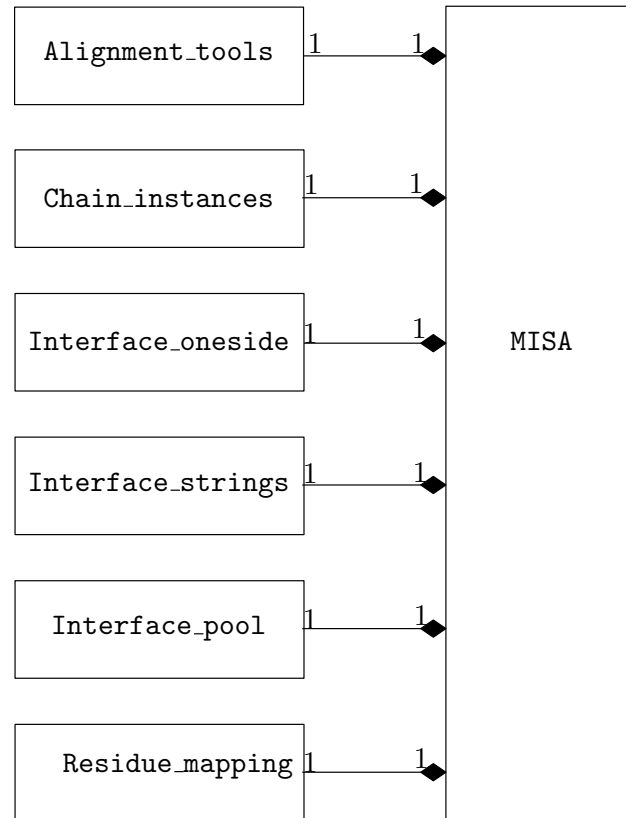 Alignment_tools 1 1
Chain_instances 1 1
Interface_oneside 1 1 MISA
Interface_strings 1 1
Interface_pool 1 1
Residue_mapping 1 1